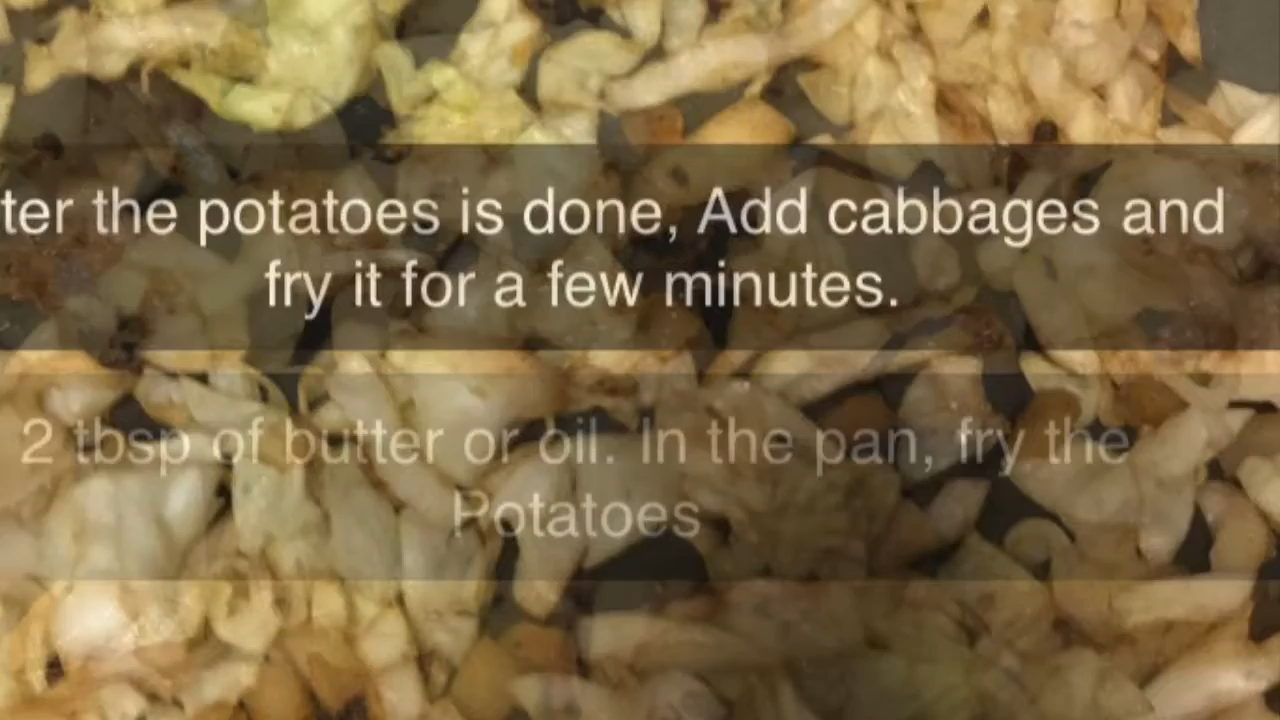 ter the potatoes is done, Add cabbages and
fry it for a few minutes.
2 tbsp of butter or oil. In the pan, fry the
Potatoes